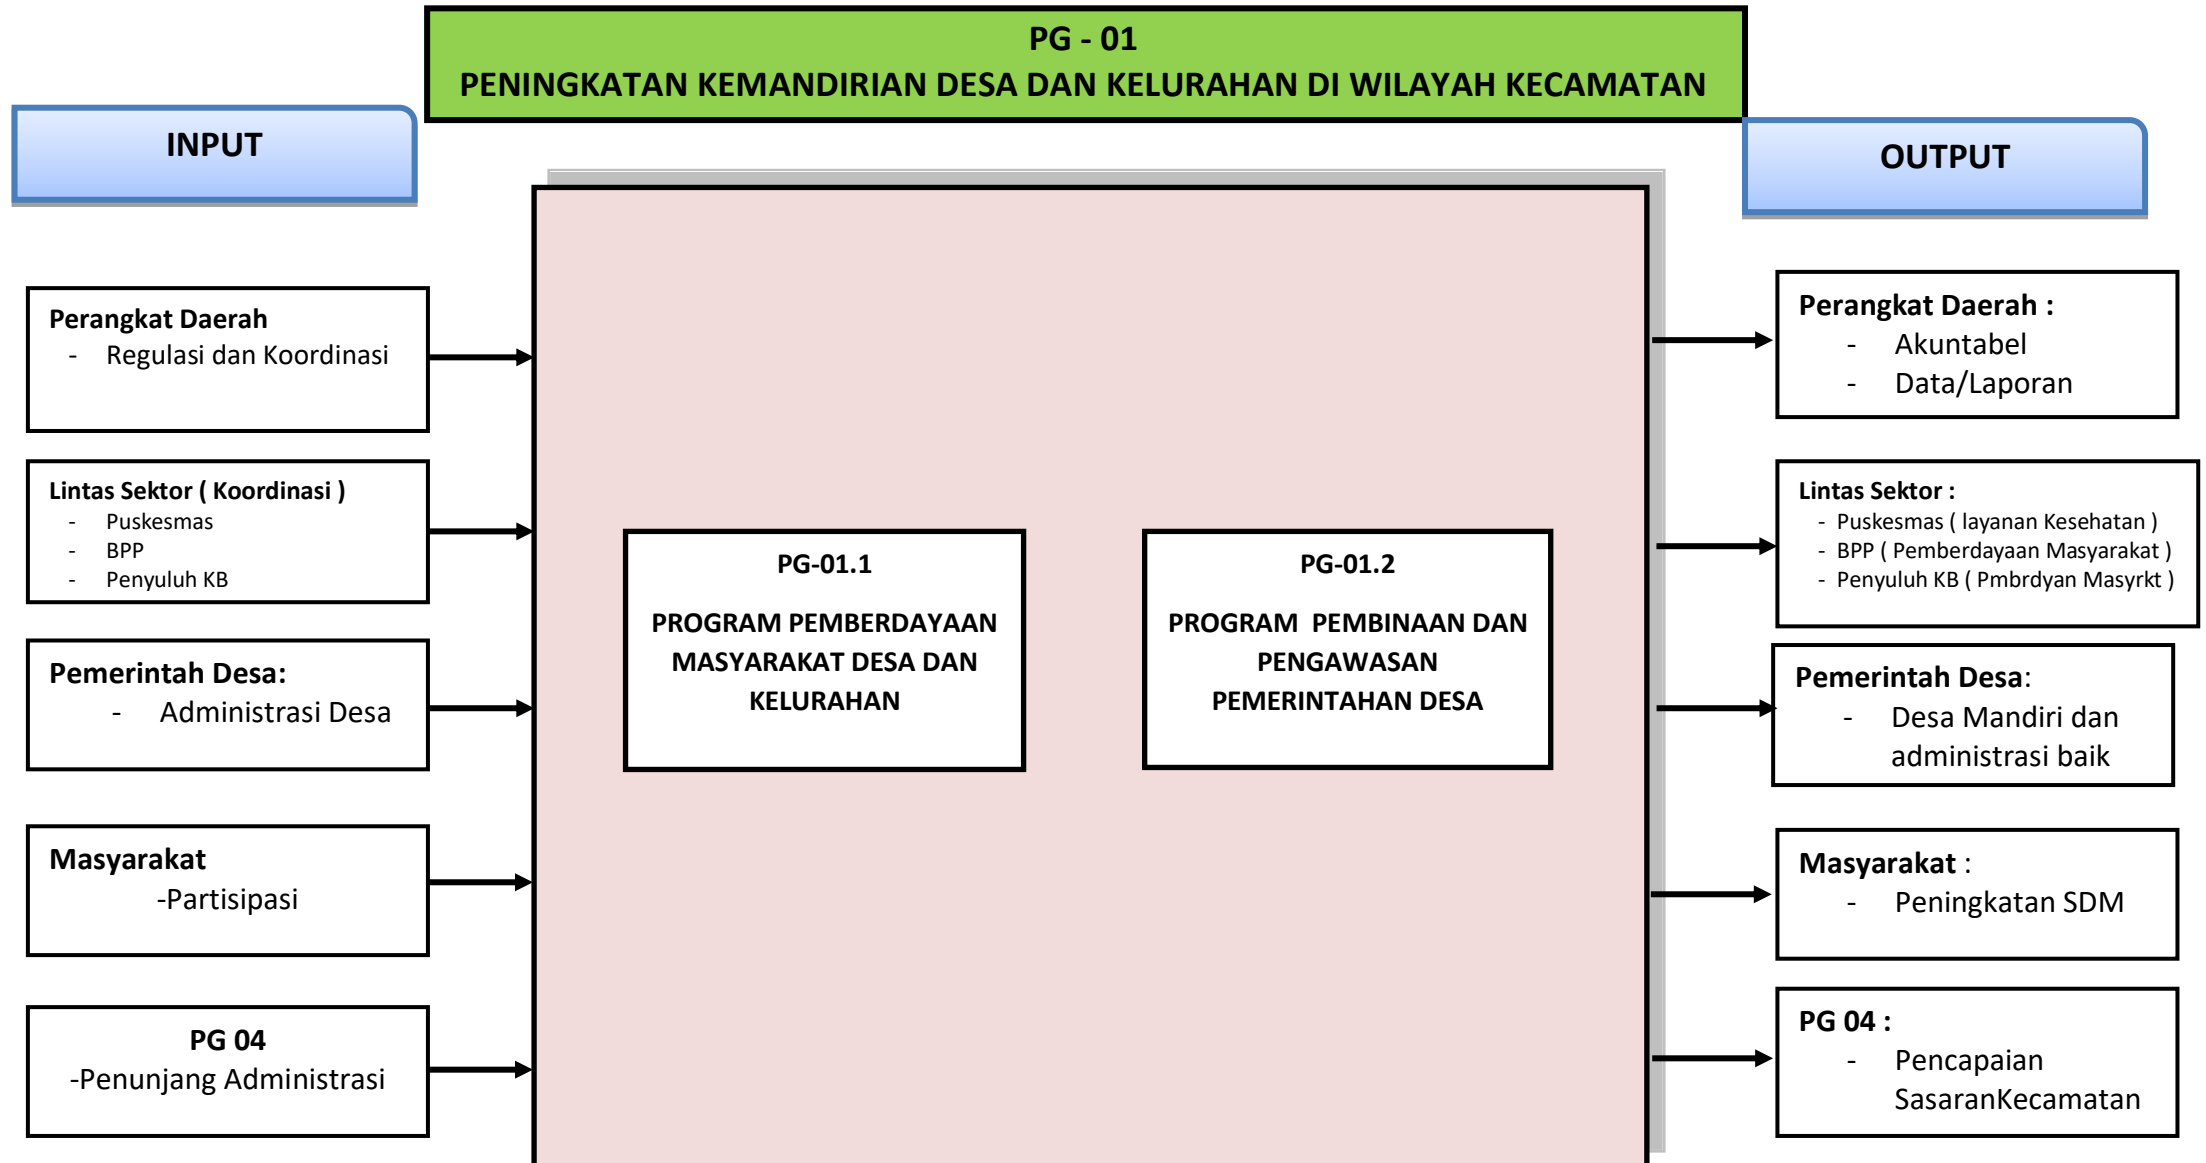 PG - 01
PENINGKATAN KEMANDIRIAN DESA DAN KELURAHAN DI WILAYAH KECAMATAN
INPUT
Perangkat Daerah
- Regulasi dan Koordinasi
Lintas Sektor ( Koordinasi )
- Puskesmas
- BPP
- Penyuluh KB
Pemerintah Desa:
- Administrasi Desa
Masyarakat
-Partisipasi
PG 04
-Penunjang Administrasi
PG-01.1
PROGRAM PEMBERDAYAAN
MASYARAKAT DESA DAN
KELURAHAN
PG-01.2
PROGRAM PEMBINAAN DAN
PENGAWASAN
PEMERINTAHAN DESA
OUTPUT
Perangkat Daerah :
- Akuntabel
- Data/Laporan
Lintas Sektor :
- Puskesmas ( layanan Kesehatan )
- BPP ( Pemberdayaan Masyarakat )
- Penyuluh KB ( Pmbrdyan Masyrkt )
Pemerintah Desa:
- Desa Mandiri dan
administrasi baik
Masyarakat :
- Peningkatan SDM
PG 04 :
- Pencapaian
SasaranKecamatan